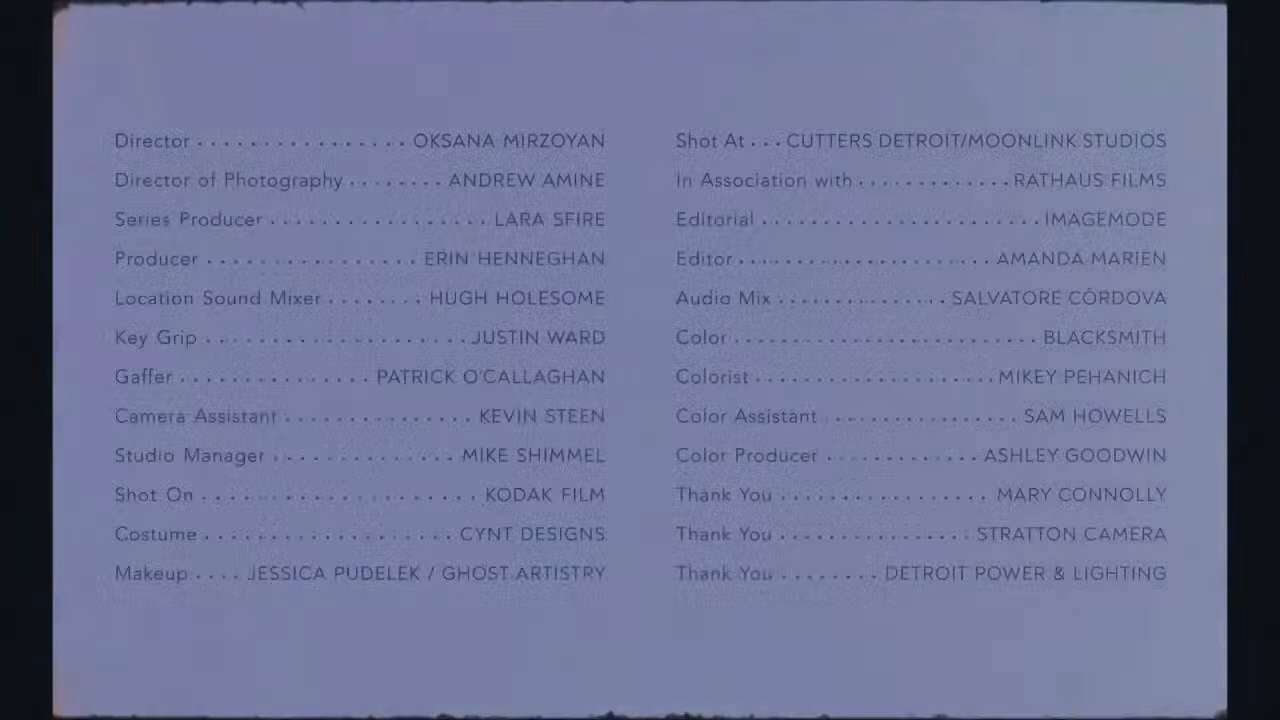 Director . . . . . . . . . . . . . . . . OKSANA MIRZOYAN
Director of Photography . . . . . . . . ANDREW AMINE
Series Producer . . . . . . . . . . . . . . . . . LARA SFIRE
Producer . . . . . . . . . . . . . . . . ERIN HENNEGHAN
Location Sound Mixer . . . . . . . . HUGH HOLESOME
Key Grip . . . . . . . . . . . . . . . . . . . . JUSTIN WARD
Gaffer . . . . . . . . . . . . . . . PATRICK O'CALLAGHAN
Camera Assistant . . . . . . . . . . . . . . . KEVIN STEEN
Studio Manager . . . . . . . . . . . . . . MIKE SHIMMEL
Shot On . . . . . . . . . . . . . . . . . . . . . KODAK FILM
Costume . . . . . . . . . . . . . . . . . . . CYNT DESIGNS
Makeup . . . . JESSICA PUDELEK / GHOST ARTISTRY
Shot At . . . CUTTERS DETROIT/MOONLINK STUDIOS
In Association with . . . . . . . . . . . . RATHAUS FILMS
Editorial . . . . . . . . . . . . . . . . . . . . . . IMAGEMODE
Editor . . . . . . . . . . . . . . . . . . . . AMANDA MARIEN
Audio Mix . . . . . . . . . . . . . SALVATORE CÓRDOVA
Color . . . . . . . . . . . . . . . . . . . . . . . BLACKSMITH
Colorist . . . . . . . . . . . . . . . . . . . MIKEY PEHANICH
Color Assistant . . . . . . . . . . . . . . . SAM HOWELLS
Color Producer . . . . . . . . . . . . ASHLEY GOODWIN
Thank You . . . . . . . . . . . . . . . . MARY CONNOLLY
Thank You . . . . . . . . . . . . . . . STRATTON CAMERA
Thank You . . . . . . . . DETROIT POWER & LIGHTING